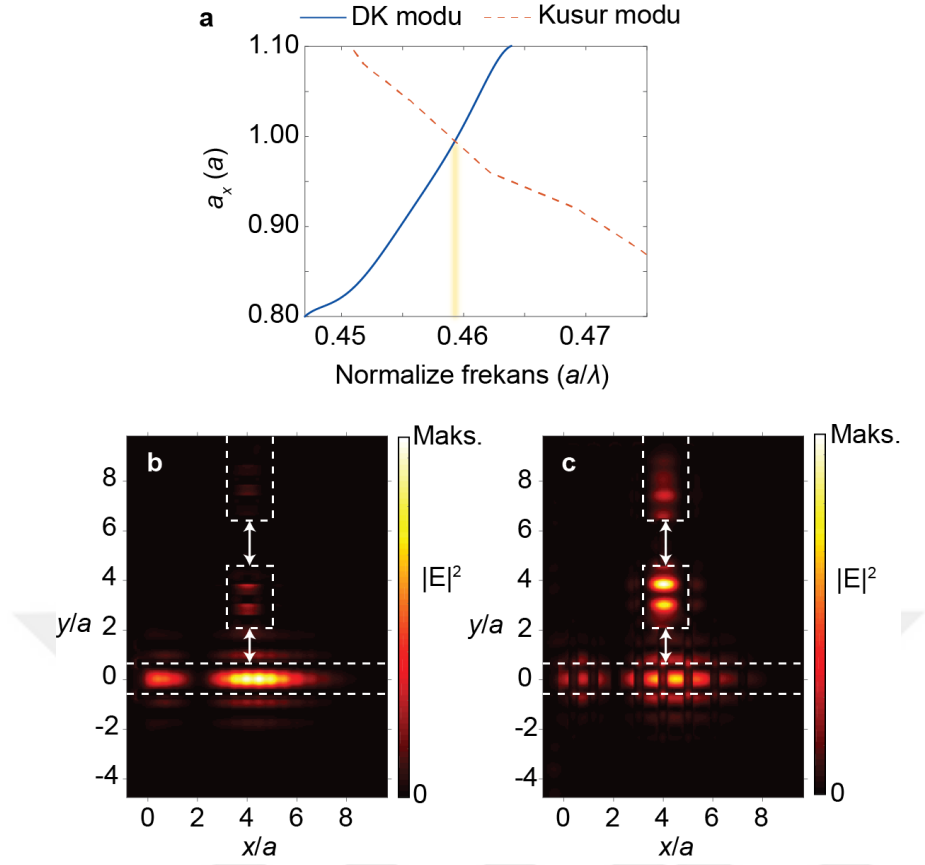 a
DK modu
Kusur modu
1.10
1.00
0.90
0.80
aₓ (a)
0.45
0.46
0.47
Normalize frekans (a/λ)
b
8
6
4
2
0
-2
-4
y/a
0 2 4 6 8
x/a
Maks.
|E|²
0
c
8
6
4
2
0
-2
-4
y/a
0 2 4 6 8
x/a
Maks.
|E|²
0